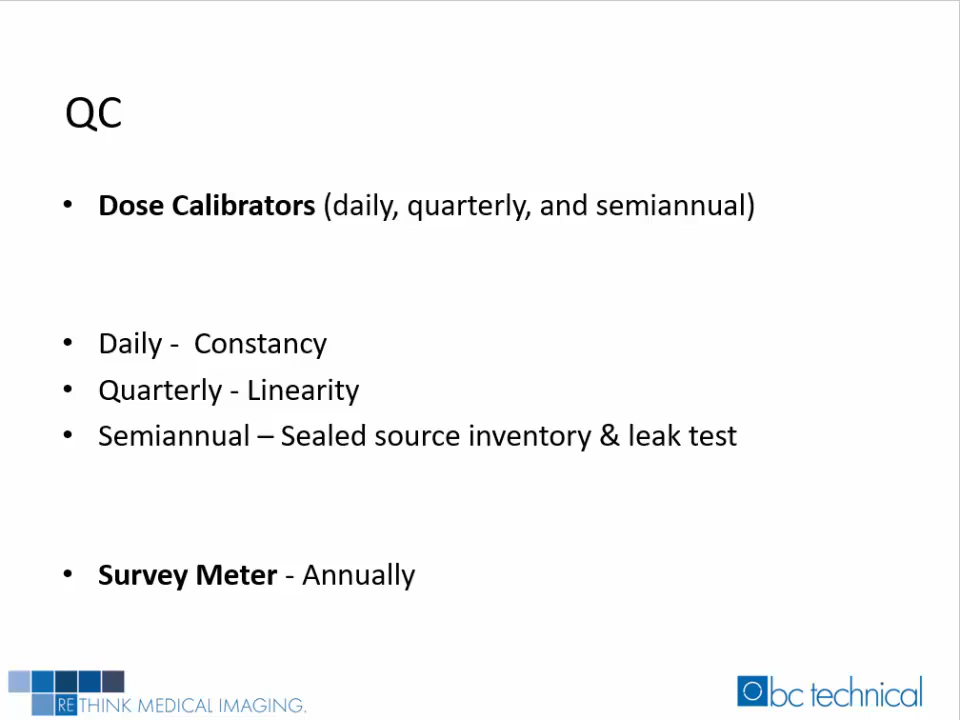 QC
• Dose Calibrators (daily, quarterly, and semiannual)
• Daily - Constancy
• Quarterly - Linearity
• Semiannual – Sealed source inventory & leak test
• Survey Meter - Annually
RETHINK MEDICAL IMAGING.
bc technical